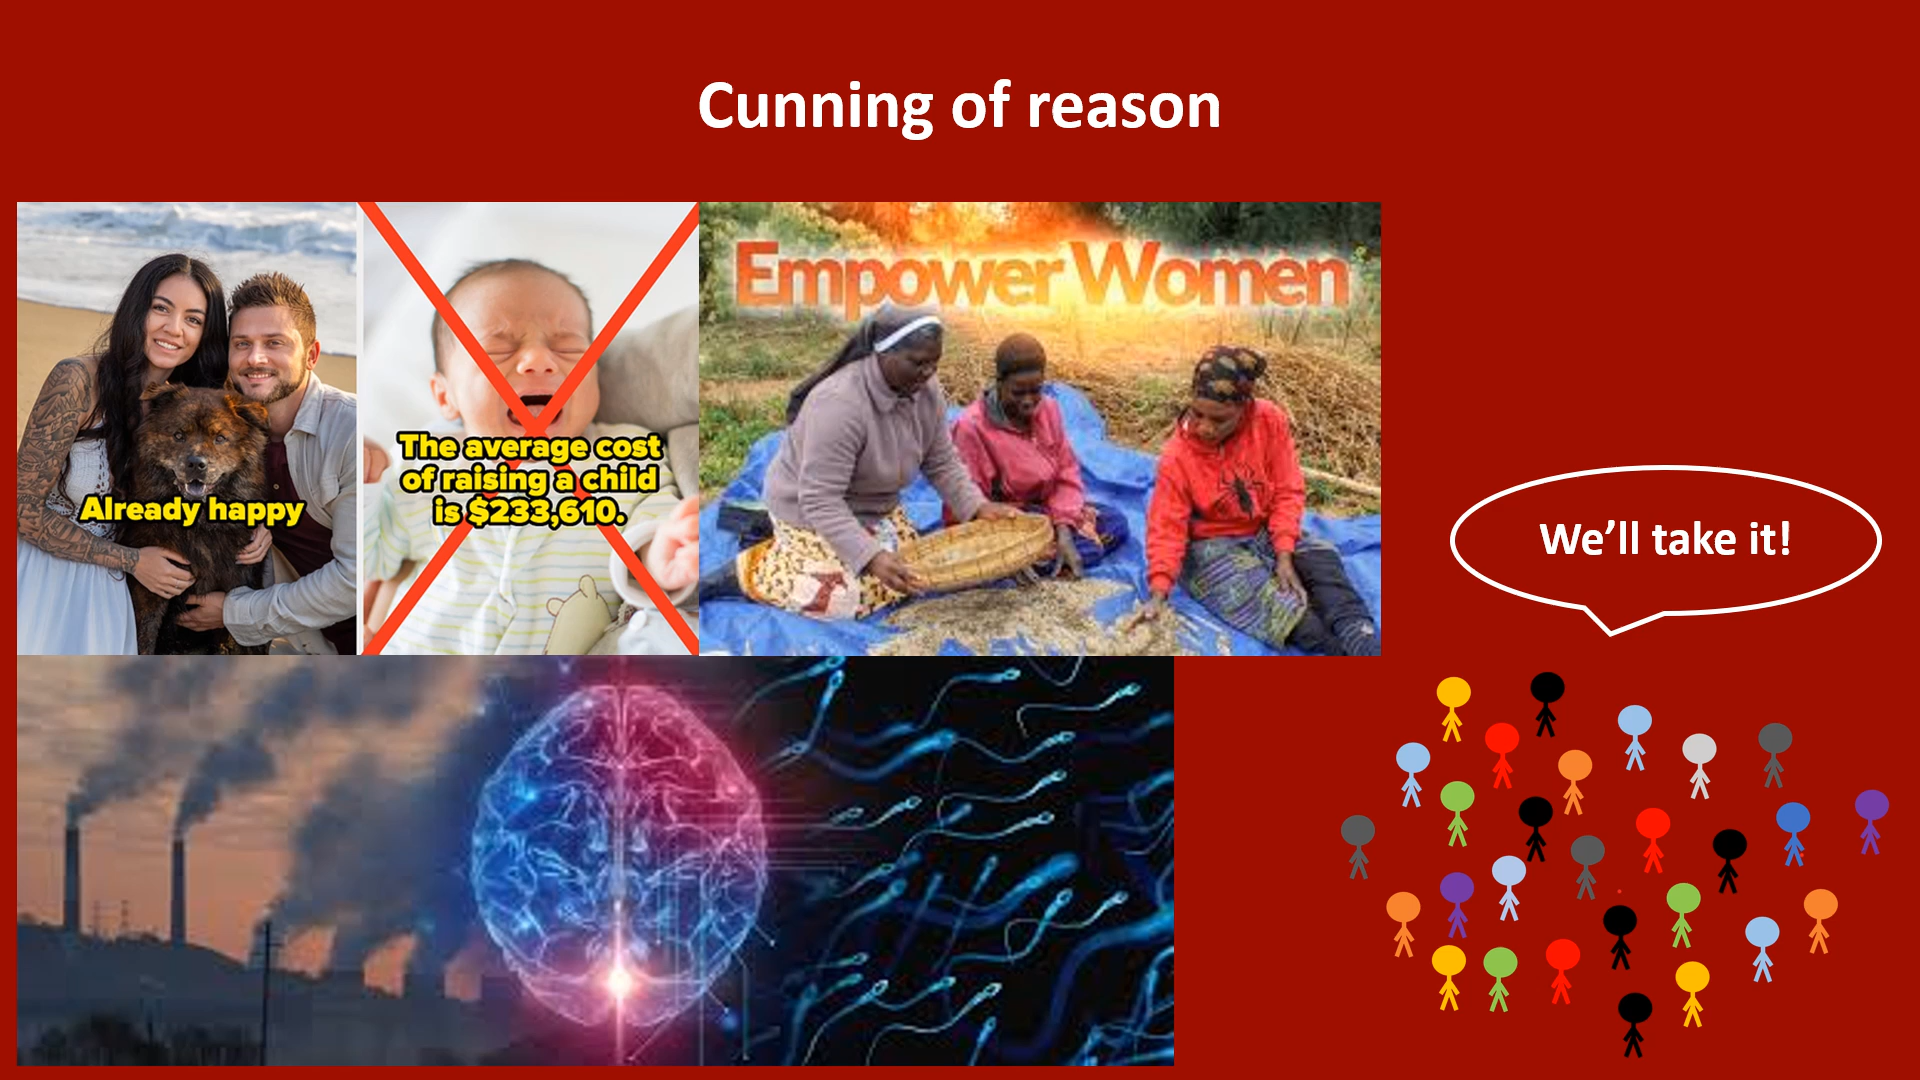 Cunning of reason
Already happy
The average cost
of raising a child
is $233,610.
Empower Women
We'll take it!